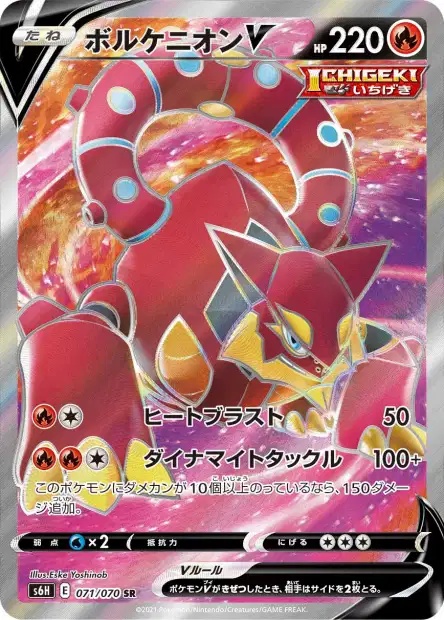 たね ボルケニオンV HP 220
ICHIGEKI
いちげき
ヒートブラスト 50
ダイナマイトタックル 100+
このポケモンにダメカンが10個以上のっているなら、150ダメー
ジ追加。
弱点 ×2 抵抗力 にげる
Illus.Eske Yoshinob
Vルール
S6H E 071/070 SR
ポケモンVがきぜつしたとき、相手はサイドを2枚とる。
©2021 Pokémon/Nintendo/Creatures/GAME FREAK.